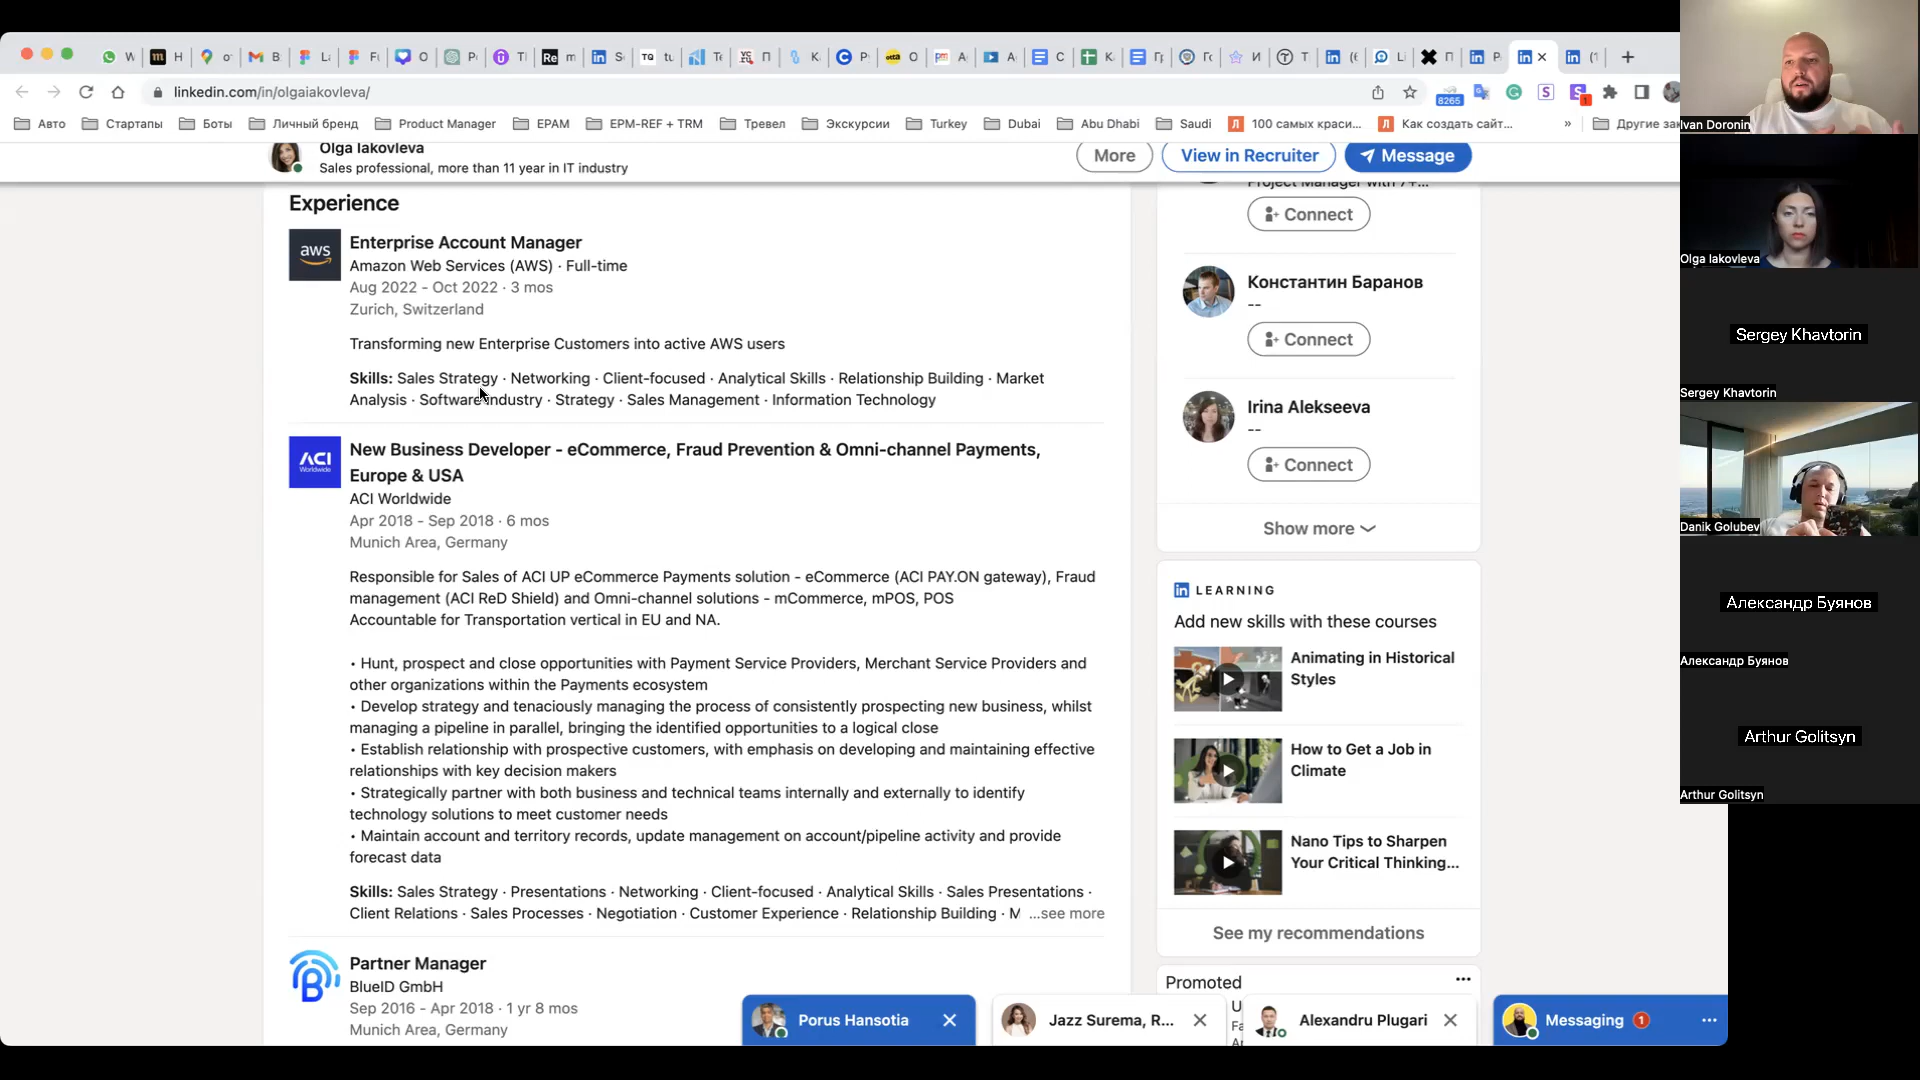 linkedin.com/in/olgaiakovleva/
8265
1
Авто
Стартапы
Боты
Личный бренд
Product Manager
EPAM
EPM-REF + TRM
Тревел
Экскурсии
Turkey
Dubai
Abu Dhabi
Saudi
100 самых краси...
Как создать сайт...
»
Olga Iakovleva
Sales professional, more than 11 year in IT industry
More
View in Recruiter
Message
Experience
aws
Enterprise Account Manager
Amazon Web Services (AWS) · Full-time
Aug 2022 - Oct 2022 · 3 mos
Zurich, Switzerland
Transforming new Enterprise Customers into active AWS users
Skills: Sales Strategy · Networking · Client-focused · Analytical Skills · Relationship Building · Market
Analysis · Software Industry · Strategy · Sales Management · Information Technology
ACI
Worldwide
New Business Developer - eCommerce, Fraud Prevention & Omni-channel Payments,
Europe & USA
ACI Worldwide
Apr 2018 - Sep 2018 · 6 mos
Munich Area, Germany
Responsible for Sales of ACI UP eCommerce Payments solution - eCommerce (ACI PAY.ON gateway), Fraud
management (ACI ReD Shield) and Omni-channel solutions - mCommerce, mPOS, POS
Accountable for Transportation vertical in EU and NA.
• Hunt, prospect and close opportunities with Payment Service Providers, Merchant Service Providers and
other organizations within the Payments ecosystem
• Develop strategy and tenaciously managing the process of consistently prospecting new business, whilst
managing a pipeline in parallel, bringing the identified opportunities to a logical close
• Establish relationship with prospective customers, with emphasis on developing and maintaining effective
relationships with key decision makers
• Strategically partner with both business and technical teams internally and externally to identify
technology solutions to meet customer needs
• Maintain account and territory records, update management on account/pipeline activity and provide
forecast data
Skills: Sales Strategy · Presentations · Networking · Client-focused · Analytical Skills · Sales Presentations ·
Client Relations · Sales Processes · Negotiation · Customer Experience · Relationship Building · M ...see more
Partner Manager
BlueID GmbH
Sep 2016 - Apr 2018 · 1 yr 8 mos
Munich Area, Germany
Project Manager with 7+...
Connect
Константин Баранов
--
Connect
Irina Alekseeva
--
Connect
Show more
in LEARNING
Add new skills with these courses
Animating in Historical
Styles
How to Get a Job in
Climate
Nano Tips to Sharpen
Your Critical Thinking...
See my recommendations
Promoted
Porus Hansotia
Jazz Surema, R...
Alexandru Plugari
Messaging 1
Ivan Doronin
Olga Iakovleva
Sergey Khavtorin
Sergey Khavtorin
Danik Golubev
Александр Буянов
Александр Буянов
Arthur Golitsyn
Arthur Golitsyn